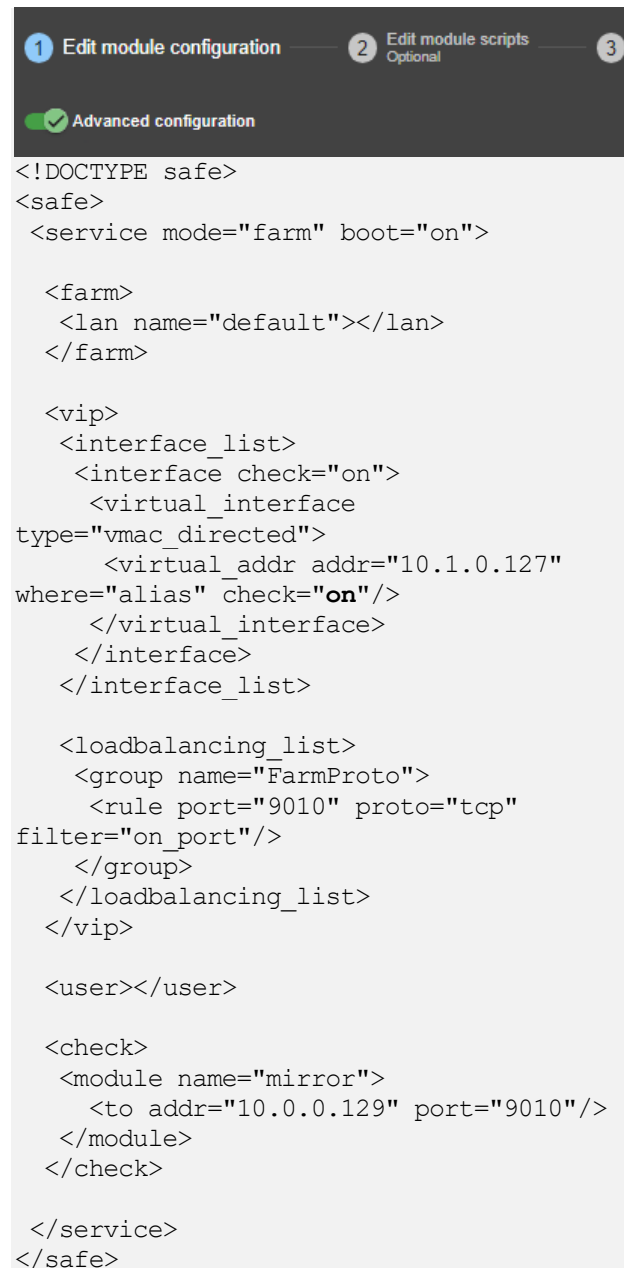 1 Edit module configuration 2 Edit module scripts 3
Optional
Advanced configuration
<!DOCTYPE safe>
<safe>
 <service mode="farm" boot="on">

  <farm>
   <lan name="default"></lan>
  </farm>

  <vip>
   <interface_list>
    <interface check="on">
     <virtual_interface
type="vmac_directed">
      <virtual_addr addr="10.1.0.127"
where="alias" check="on"/>
     </virtual_interface>
    </interface>
   </interface_list>

   <loadbalancing_list>
    <group name="FarmProto">
     <rule port="9010" proto="tcp"
filter="on_port"/>
    </group>
   </loadbalancing_list>
  </vip>

  <user></user>

  <check>
   <module name="mirror">
     <to addr="10.0.0.129" port="9010"/>
   </module>
  </check>

 </service>
</safe>